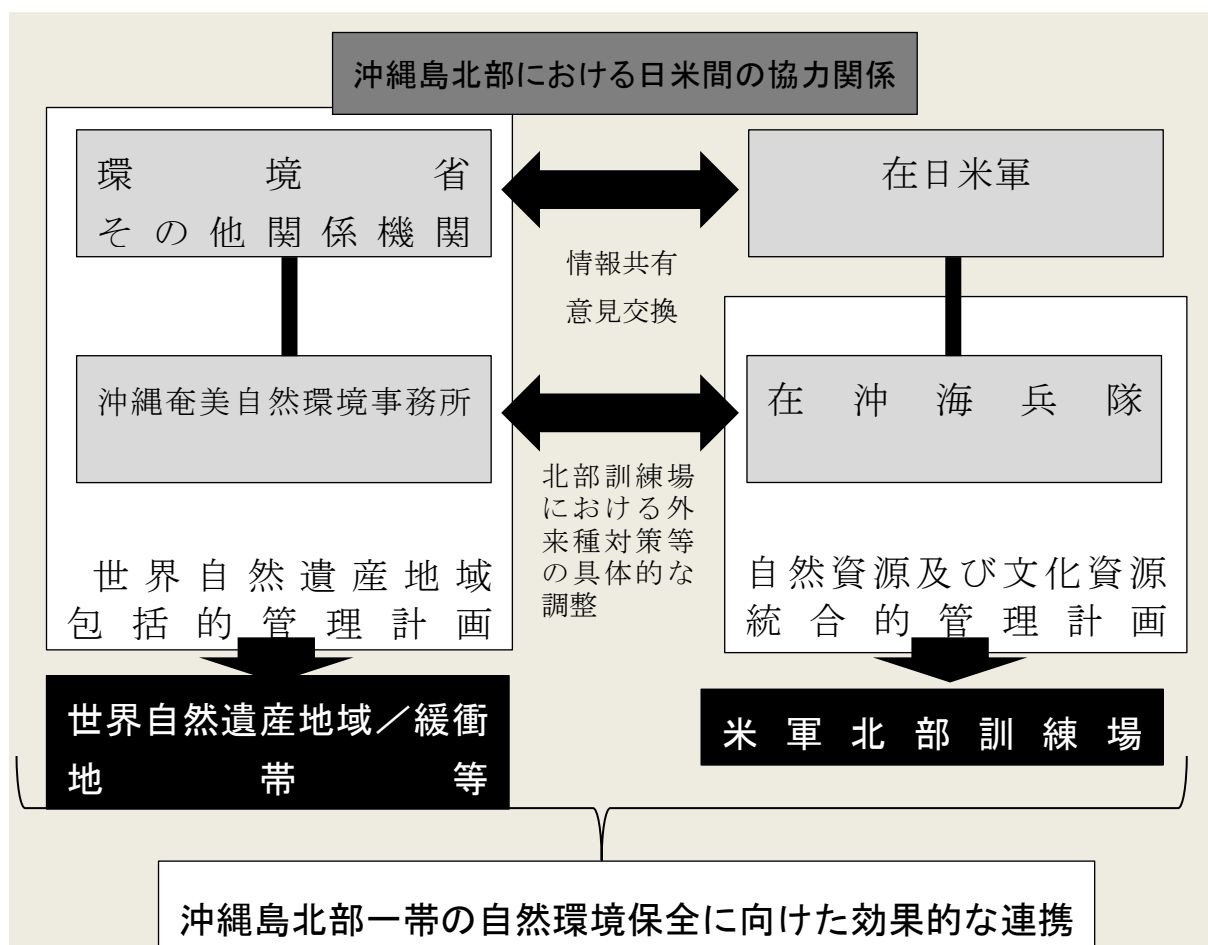 沖縄島北部における日米間の協力関係
環境省
その他関係機関
在日米軍
情報共有
意見交換
沖縄奄美自然環境事務所
在沖海兵隊
北部訓練場
における外
来種対策等
の具体的な
調整
世界自然遺産地域
包括的管理計画
自然資源及び文化資源
統合的管理計画
世界自然遺産地域／緩衝
地帯等
米軍北部訓練場
沖縄島北部一帯の自然環境保全に向けた効果的な連携